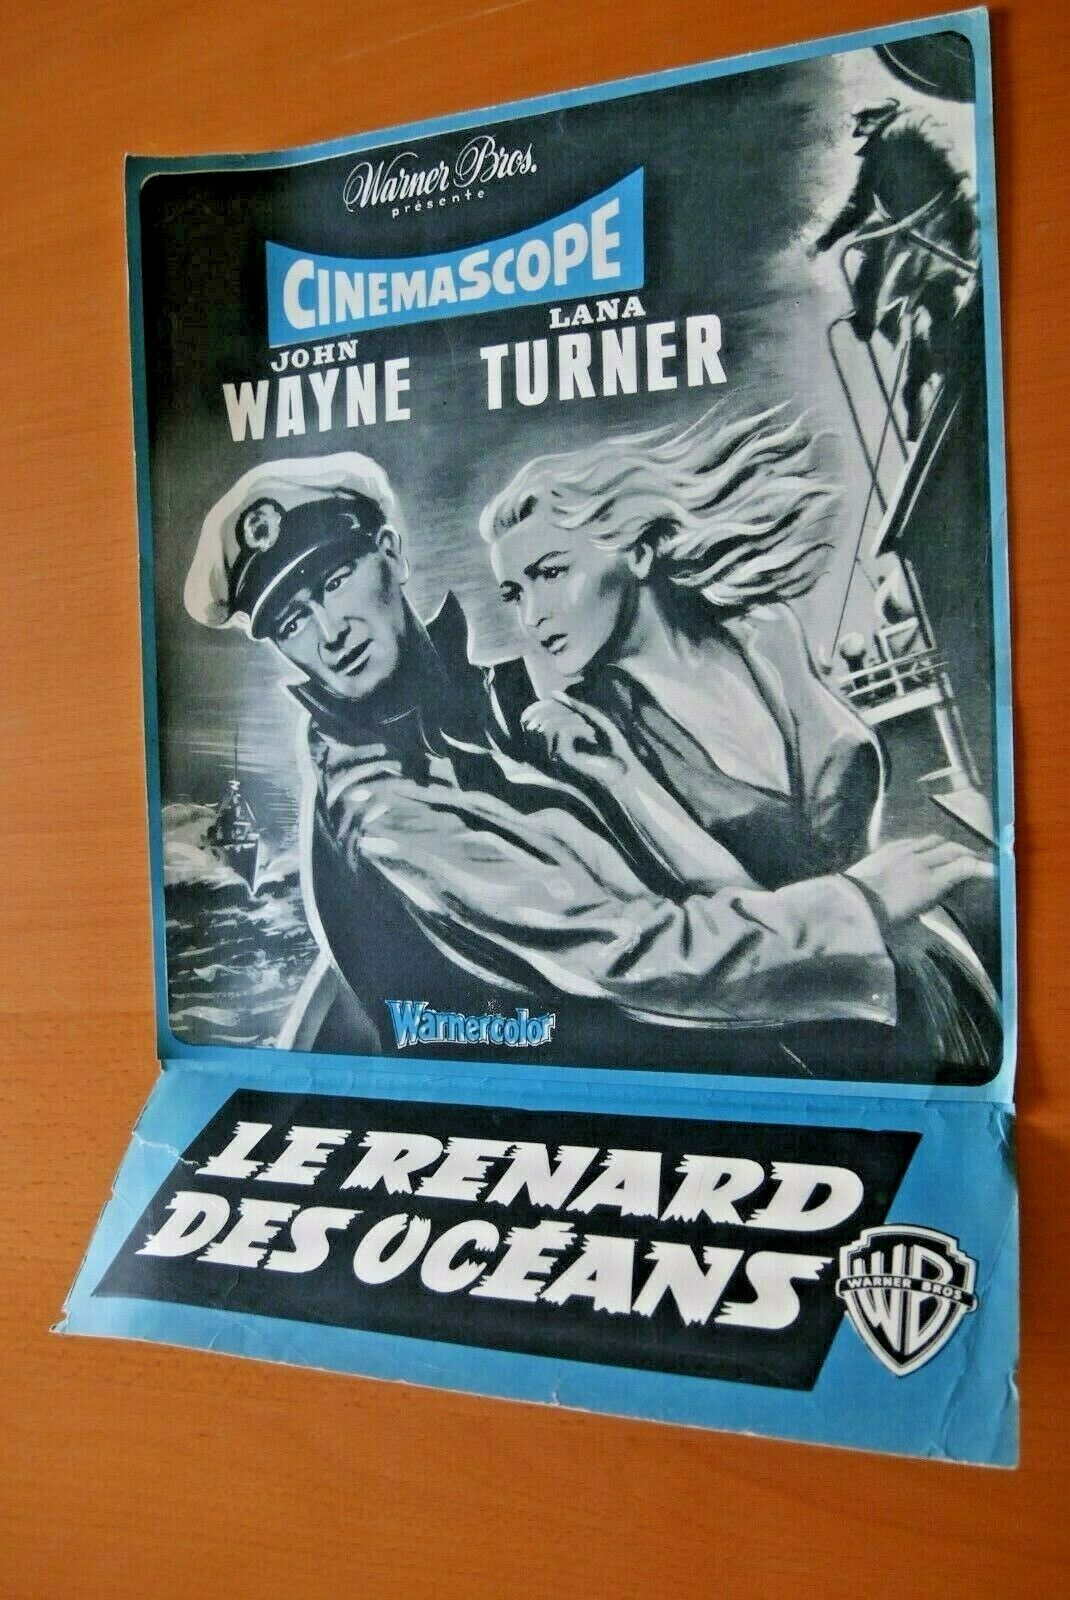 Warner Bros.
présente
CINEMASCOPE
JOHN WAYNE
LANA TURNER
Warnercolor
LE RENARD
DES OCÉANS
WB
WARNER BROS